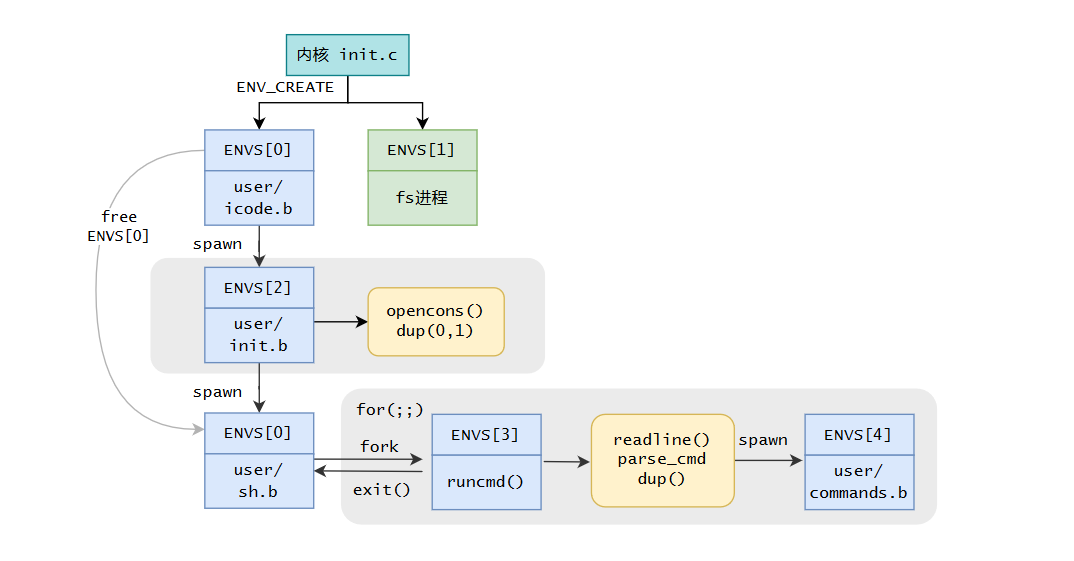 内核 init.c
ENV_CREATE
ENVS[0]
user/
icode.b
ENVS[1]
fs进程
free
ENVS[0]
spawn
ENVS[2]
user/
init.b
opencons()
dup(0,1)
spawn
ENVS[0]
user/
sh.b
for(;;)
fork
exit()
ENVS[3]
runcmd()
readline()
parse_cmd
dup()
spawn
ENVS[4]
user/
commands.b